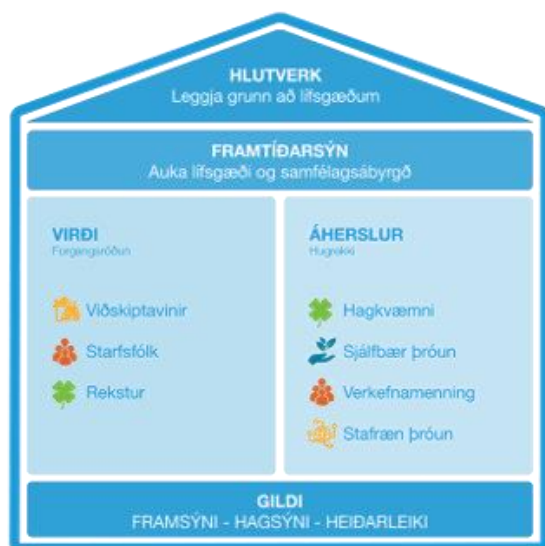 HLUTVERK
Leggja grunn að lífsgæðum
FRAMTÍÐARSÝN
Auka lífsgæði og samfélagsábyrgð
VIRÐI
Forgangsröðun
Viðskiptavinir
Starfsfólk
Rekstur
ÁHERSLUR
Hugrekki
Hagkvæmni
Sjálfbær þróun
Verkefnamenning
Stafræn þróun
GILDI
FRAMSÝNI - HAGSÝNI - HEIÐARLEIKI